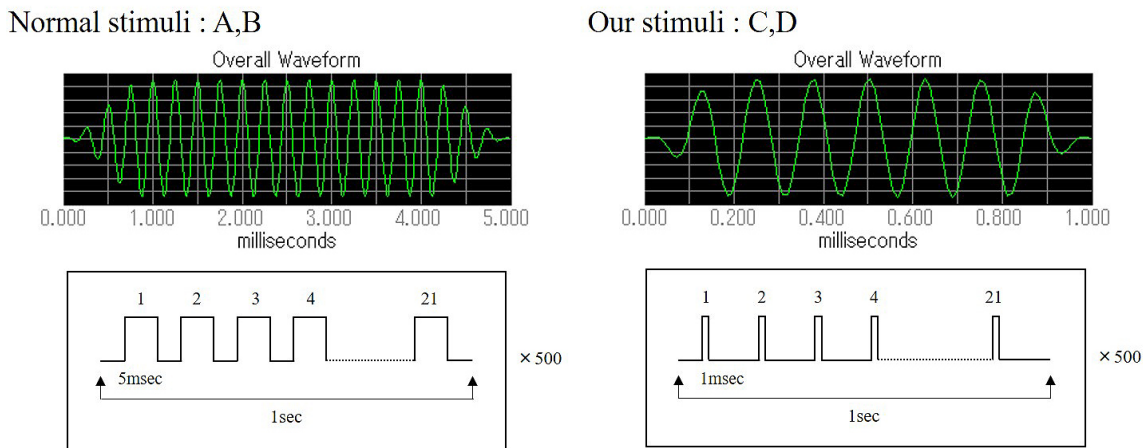 Normal stimuli : A,B
Overall Waveform
0.000 1.000 2.000 3.000 4.000 5.000
milliseconds
1 2 3 4 21
5msec
1sec
× 500
Our stimuli : C,D
Overall Waveform
0.000 0.200 0.400 0.600 0.800 1.000
milliseconds
1 2 3 4 21
1msec
1sec
× 500